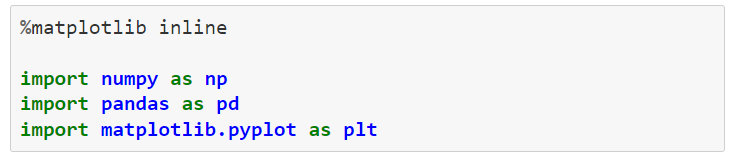 %matplotlib inline
import numpy as np
import pandas as pd
import matplotlib.pyplot as plt